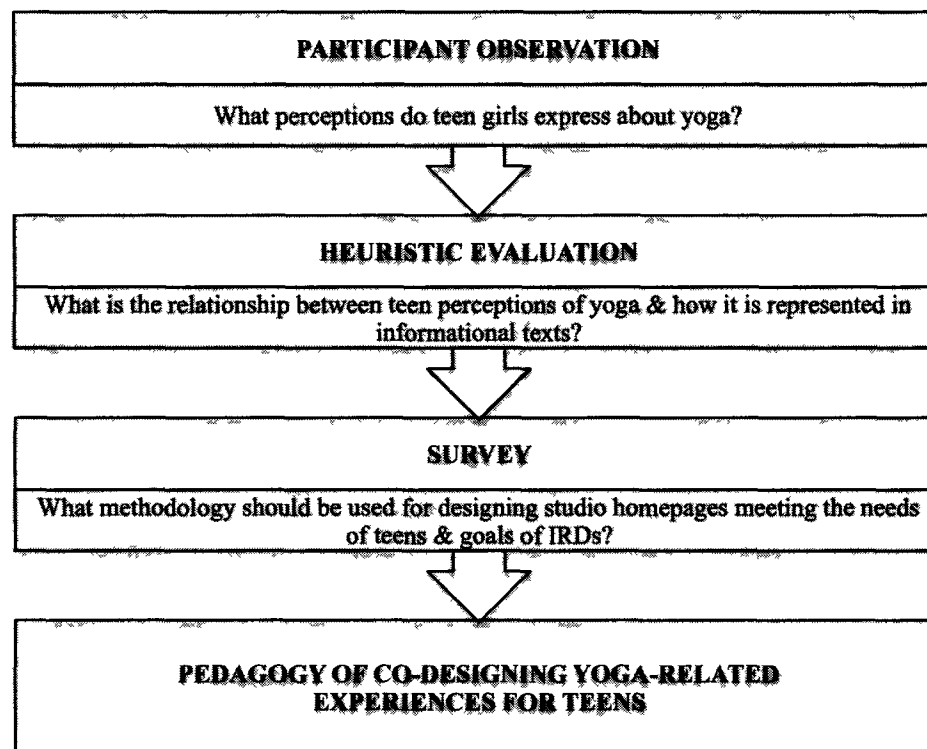 PARTICIPANT OBSERVATION
What perceptions do teen girls express about yoga?
HEURISTIC EVALUATION
What is the relationship between teen perceptions of yoga & how it is represented in
informational texts?
SURVEY
What methodology should be used for designing studio homepages meeting the needs
of teens & goals of IRDs?
PEDAGOGY OF CO-DESIGNING YOGA-RELATED
EXPERIENCES FOR TEENS